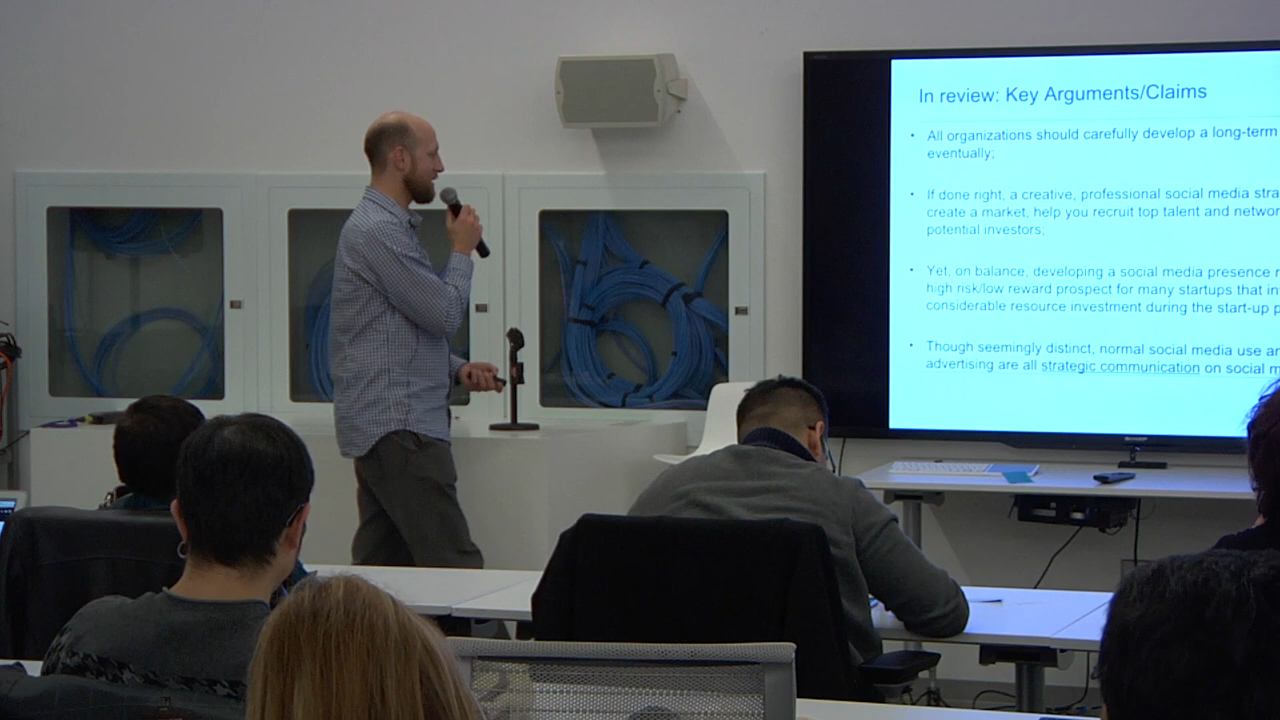 In review: Key Arguments/Claims
• All organizations should carefully develop a long-term
eventually;
• If done right, a creative, professional social media stra
create a market, help you recruit top talent and networ
potential investors;
• Yet, on balance, developing a social media presence r
high risk/low reward prospect for many startups that in
considerable resource investment during the start-up p
• Though seemingly distinct, normal social media use an
advertising are all strategic communication on social m
SHARP